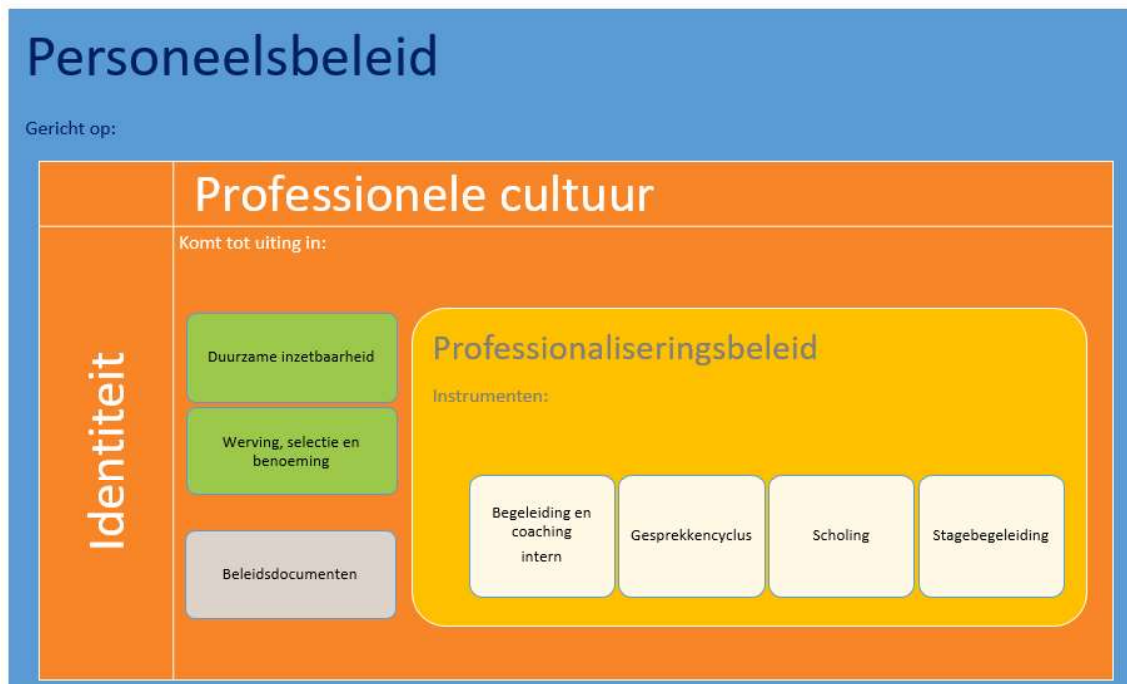 Personeelsbeleid
Gericht op:
Professionele cultuur
Identiteit
Komt tot uiting in:
Duurzame inzetbaarheid
Werving, selectie en
benoeming
Beleidsdocumenten
Professionaliseringsbeleid
Instrumenten:
Begeleiding en
coaching
intern
Gesprekkencyclus
Scholing
Stagebegeleiding